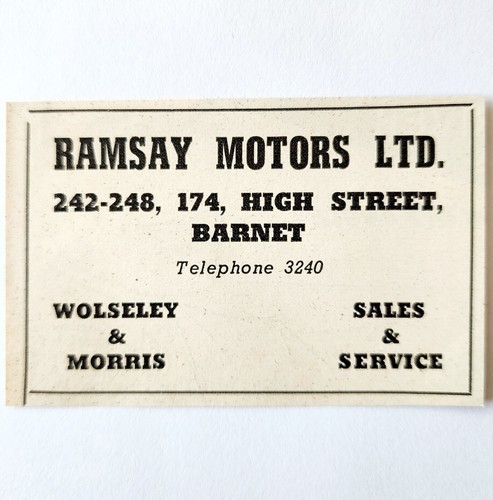 RAMSAY MOTORS LTD.
242-248, 174, HIGH STREET,
BARNET
Telephone 3240
WOLSELEY
&
MORRIS
SALES
&
SERVICE